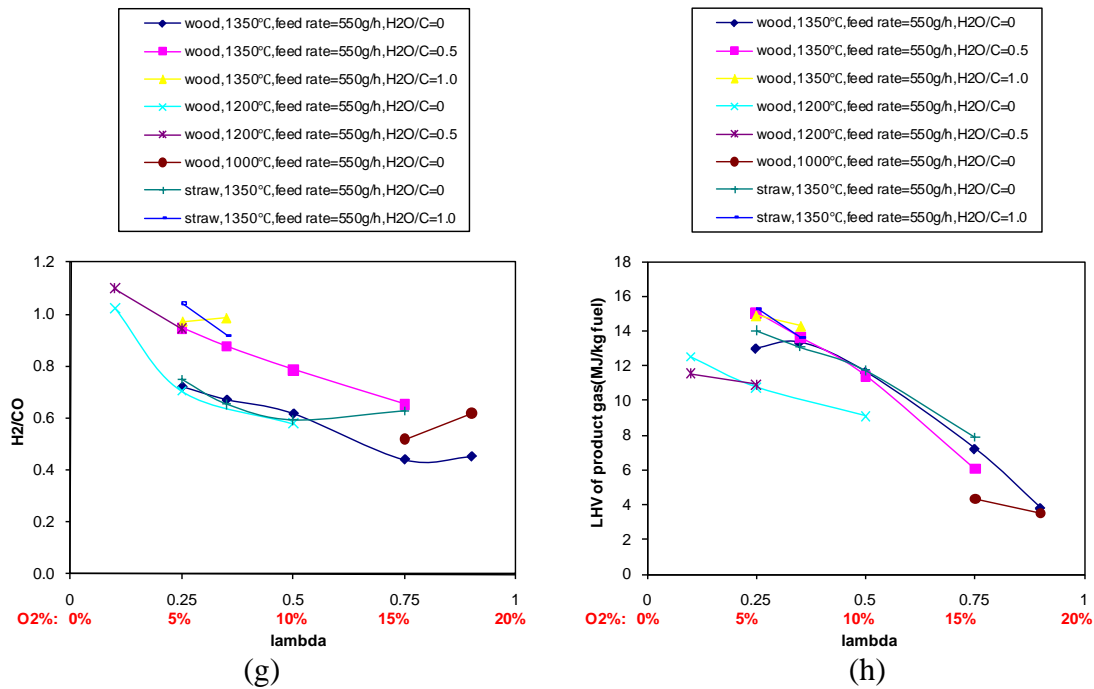 wood,1350℃,feed rate=550g/h,H2O/C=0
wood,1350℃,feed rate=550g/h,H2O/C=0.5
wood,1350℃,feed rate=550g/h,H2O/C=1.0
wood,1200℃,feed rate=550g/h,H2O/C=0
wood,1200℃,feed rate=550g/h,H2O/C=0.5
wood,1000℃,feed rate=550g/h,H2O/C=0
straw,1350℃,feed rate=550g/h,H2O/C=0
straw,1350℃,feed rate=550g/h,H2O/C=1.0
1.2
1.0
0.8
0.6
0.4
0.2
0.0
H2/CO
0 0.25 0.5 0.75 1
O2%: 0% 5% 10% 15% 20%
lambda
(g)
wood,1350℃,feed rate=550g/h,H2O/C=0
wood,1350℃,feed rate=550g/h,H2O/C=0.5
wood,1350℃,feed rate=550g/h,H2O/C=1.0
wood,1200℃,feed rate=550g/h,H2O/C=0
wood,1200℃,feed rate=550g/h,H2O/C=0.5
wood,1000℃,feed rate=550g/h,H2O/C=0
straw,1350℃,feed rate=550g/h,H2O/C=0
straw,1350℃,feed rate=550g/h,H2O/C=1.0
18
16
14
12
10
8
6
4
2
0
LHV of product gas(MJ/kgfuel)
0 0.25 0.5 0.75 1
O2%: 0% 5% 10% 15% 20%
lambda
(h)